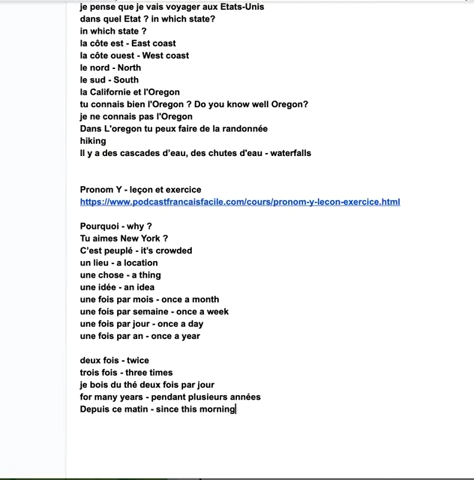 je pense que je vais voyager aux Etats-Unis
dans quel Etat ? in which state?
in which state ?
la côte est - East coast
la côte ouest - West coast
le nord - North
le sud - South
la Californie et l'Oregon
tu connais bien l'Oregon ? Do you know well Oregon?
je ne connais pas l'Oregon
Dans L'oregon tu peux faire de la randonnée
hiking
Il y a des cascades d'eau, des chutes d'eau - waterfalls
Pronom Y - leçon et exercice
https://www.podcastfrancaisfacile.com/cours/pronom-y-lecon-exercice.html
Pourquoi - why ?
Tu aimes New York ?
C'est peuplé - it's crowded
un lieu - a location
une chose - a thing
une idée - an idea
une fois par mois - once a month
une fois par semaine - once a week
une fois par jour - once a day
une fois par an - once a year
deux fois - twice
trois fois - three times
je bois du thé deux fois par jour
for many years - pendant plusieurs années
Depuis ce matin - since this morning